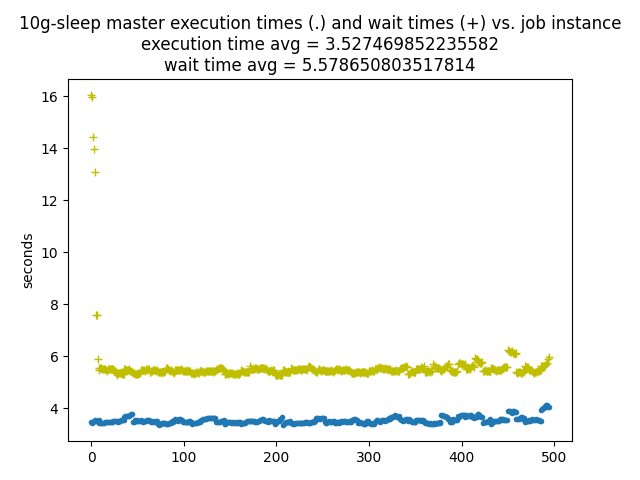 10g-sleep master execution times (.) and wait times (+) vs. job instance
execution time avg = 3.527469852235582
wait time avg = 5.578650803517814
16
14
12
10
8
6
4
seconds
0 100 200 300 400 500